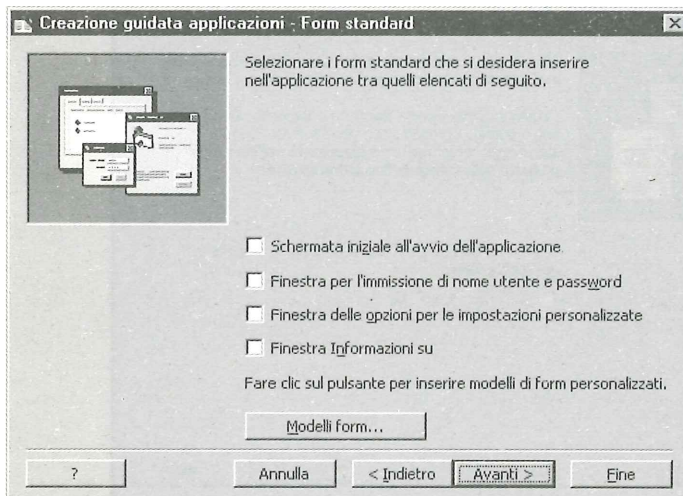 Creazione guidata applicazioni - Form standard
Selezionare i form standard che si desidera inserire
nell'applicazione tra quelli elencati di seguito.
Schermata iniziale all'avvio dell'applicazione
Finestra per l'immissione di nome utente e password
Finestra delle opzioni per le impostazioni personalizzate
Finestra Informazioni su
Fare clic sul pulsante per inserire modelli di form personalizzati.
Modelli form...
? Annulla < Indietro Avanti > Fine